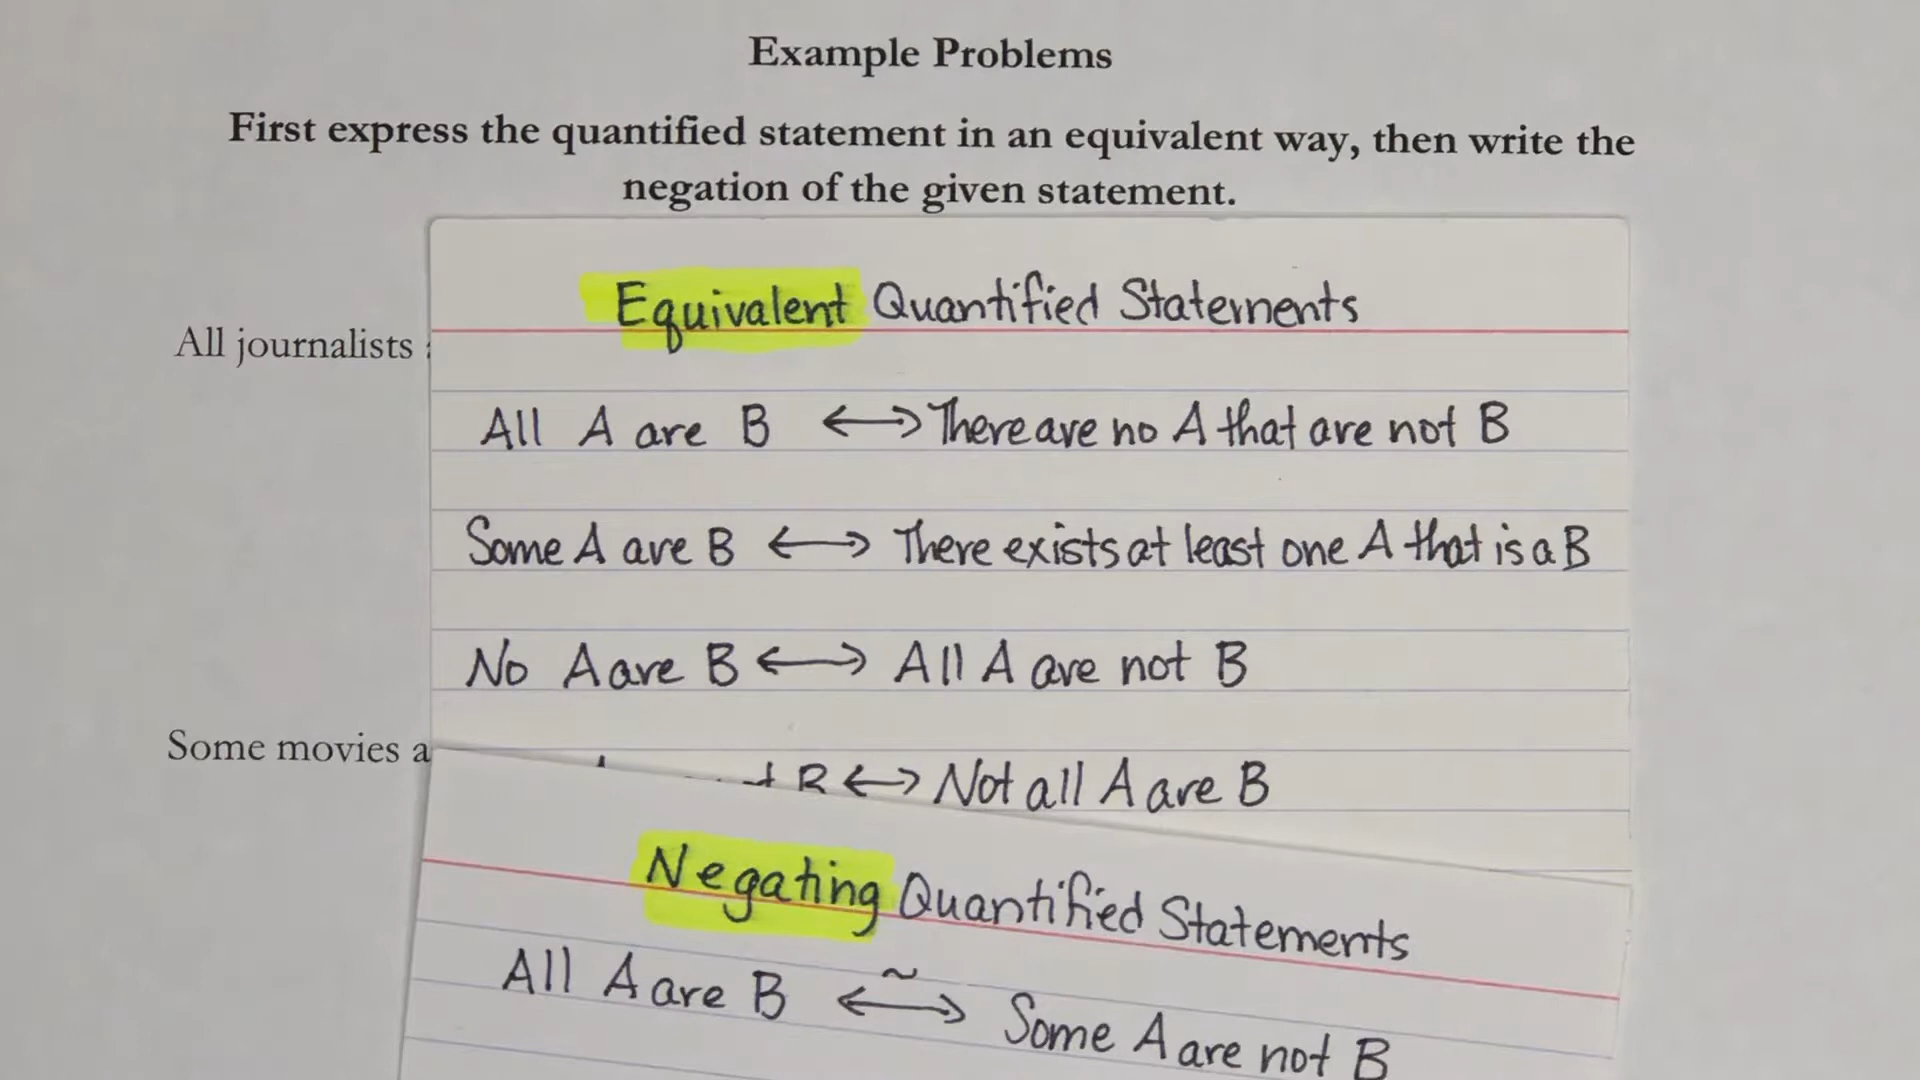 Example Problems
First express the quantified statement in an equivalent way, then write the
negation of the given statement.
Equivalent Quantified Statements
All journalists
All A are B ⟷ There are no A that are not B
Some A are B ⟷ There exists at least one A that is a B
No A are B ⟷ All A are not B
Some movies a
B ⟷ Not all A are B
Negating Quantified Statements
All A are B ~⟷ Some A are not B